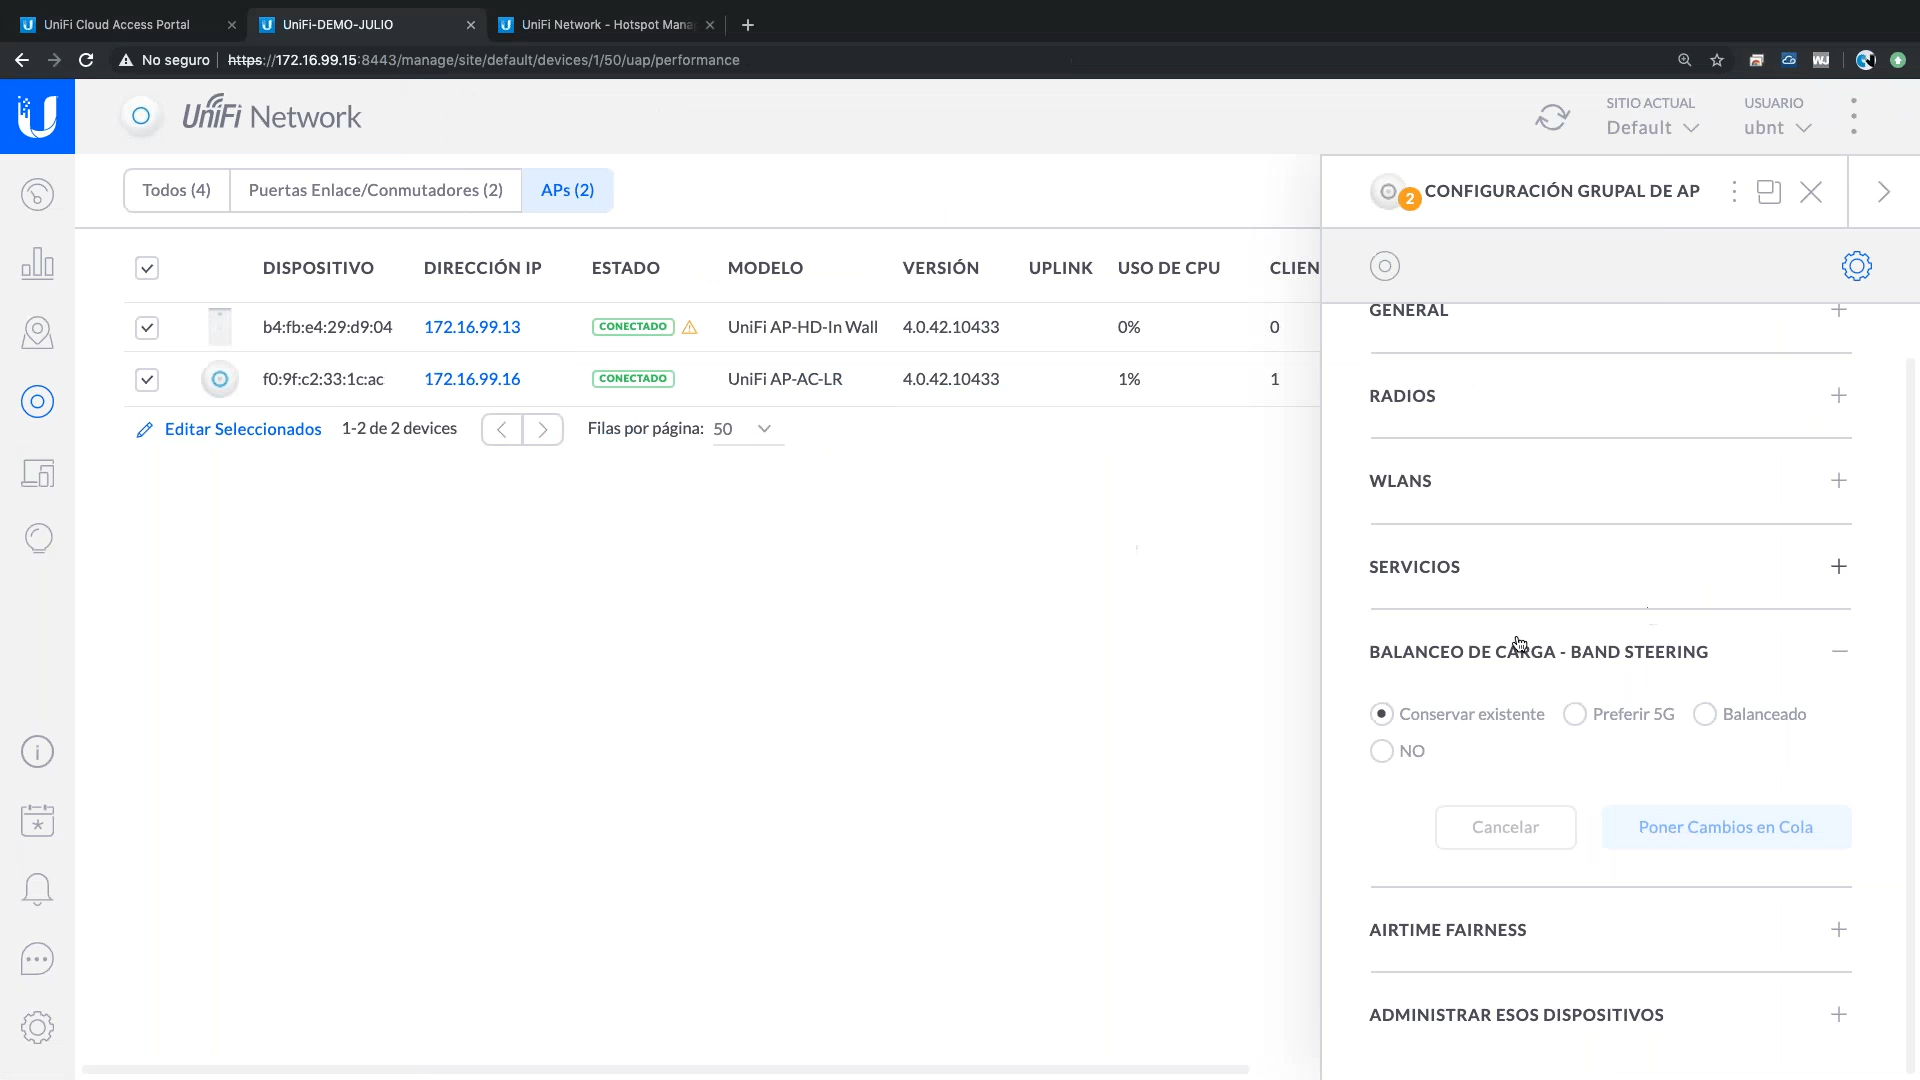 UniFi Cloud Access Portal
UniFi-DEMO-JULIO
UniFi Network - Hotspot Mana
No seguro
https://172.16.99.15:8443/manage/site/default/devices/1/50/uap/performance
UniFi Network
SITIO ACTUAL
Default
USUARIO
ubnt
Todos (4)
Puertas Enlace/Conmutadores (2)
APs (2)
DISPOSITIVO DIRECCIÓN IP ESTADO MODELO VERSIÓN UPLINK USO DE CPU CLIEN
b4:fb:e4:29:d9:04 172.16.99.13 CONECTADO UniFi AP-HD-In Wall 4.0.42.10433 0% 0
f0:9f:c2:33:1c:ac 172.16.99.16 CONECTADO UniFi AP-AC-LR 4.0.42.10433 1% 1
Editar Seleccionados 1-2 de 2 devices Filas por página: 50
2 CONFIGURACIÓN GRUPAL DE AP
GENERAL
RADIOS
WLANS
SERVICIOS
BALANCEO DE CARGA - BAND STEERING
Conservar existente Preferir 5G Balanceado
NO
Cancelar Poner Cambios en Cola
AIRTIME FAIRNESS
ADMINISTRAR ESOS DISPOSITIVOS